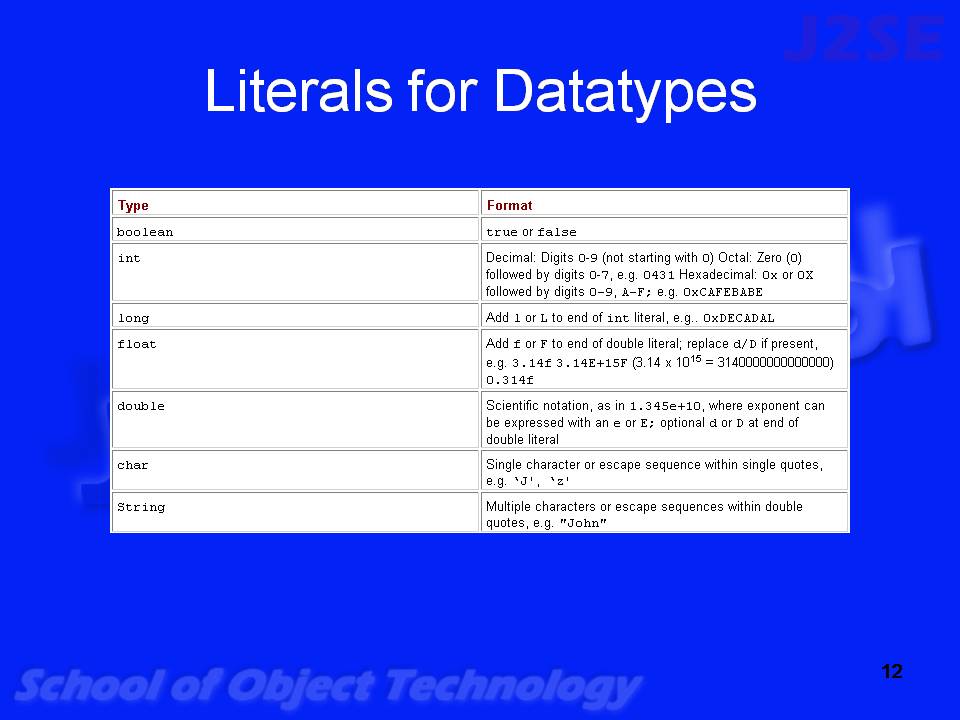 J2SE
Literals for Datatypes
Type Format
boolean true or false
int Decimal: Digits 0-9 (not starting with 0) Octal: Zero (0)
followed by digits 0-7, e.g. 0431 Hexadecimal: 0x or 0X
followed by digits 0-9, A-F; e.g. 0xCAFEBABE
long Add l or L to end of int literal, e.g.. 0xDECADAL
float Add f or F to end of double literal; replace d/D if present,
e.g. 3.14f 3.14E+15F (3.14 x 10¹⁵ = 3140000000000000)
0.314f
double Scientific notation, as in 1.345e+10, where exponent can
be expressed with an e or E; optional d or D at end of
double literal
char Single character or escape sequence within single quotes,
e.g. ‘J', ‘z'
String Multiple characters or escape sequences within double
quotes, e.g. "John"
12
School of Object Technology